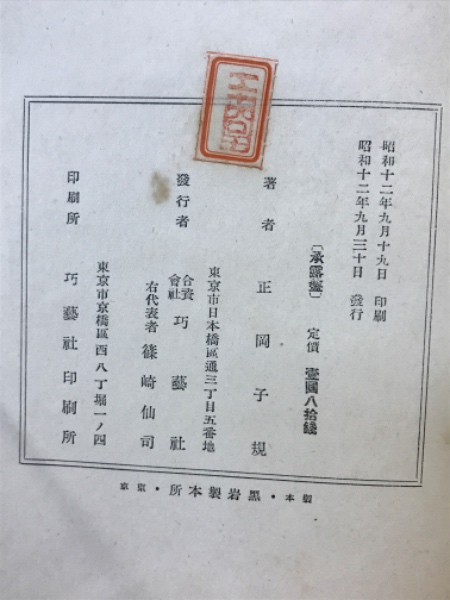 昭和十二年九月十九日 印刷
昭和十二年九月三十日 發行
〔承露盤〕 定價 壹圓八拾錢
著者 正岡子規
東京市日本橋區通三丁目五番地
發行者 合資會社 巧藝社
右代表者 篠崎仙司
東京市京橋區西八丁堀一ノ四
印刷所 巧藝社印刷所
東京・所本製岩黑・本製